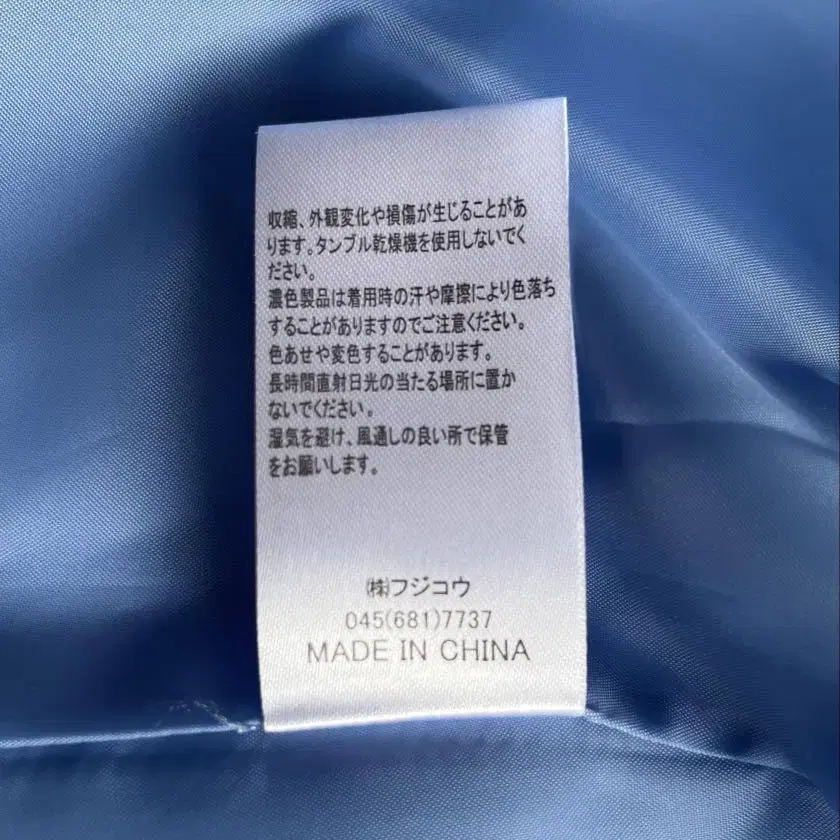 収縮、外観変化や損傷が生じることがあ
ります。タンブル乾燥機を使用しないでく
ださい。
濃色製品は着用時の汗や摩擦により色落ち
することがありますのでご注意ください。
色あせや変色することがあります。
長時間直射日光の当たる場所に置か
ないでください。
湿気を避け、風通しの良い所で保管
をお願いします。
㈱フジコウ
045(681)7737
MADE IN CHINA